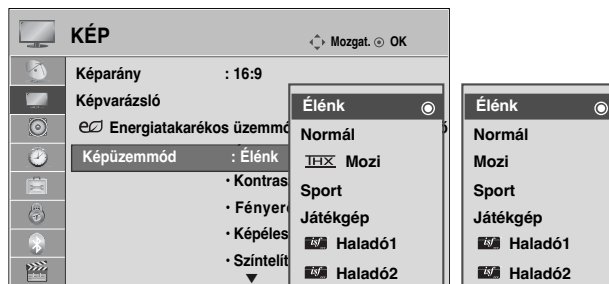 KÉP
Mozgat. OK
Képarány : 16:9
Képvarázsló
Energiatakarékos üzemmó ó
Képüzemmód : Élénk
• Kontras
• Fényer
• Képéles
• Színtelít
Élénk
Normál
THX Mozi
Sport
Játékgép
isf Haladó1
isf Haladó2
Élénk
Normál
Mozi
Sport
Játékgép
isf Haladó1
isf Haladó2